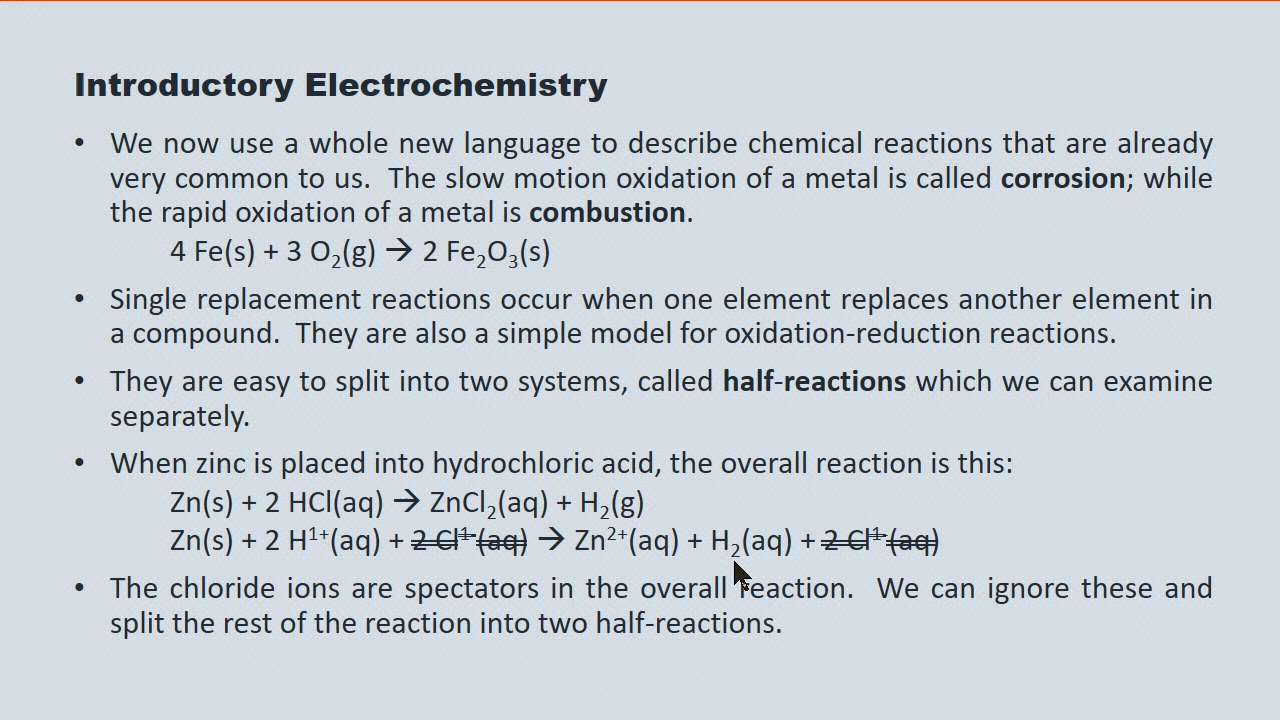 Introductory Electrochemistry
• We now use a whole new language to describe chemical reactions that are already
very common to us.  The slow motion oxidation of a metal is called corrosion; while
the rapid oxidation of a metal is combustion.
4 Fe(s) + 3 O₂(g) → 2 Fe₂O₃(s)
• Single replacement reactions occur when one element replaces another element in
a compound.  They are also a simple model for oxidation-reduction reactions.
• They are easy to split into two systems, called half-reactions which we can examine
separately.
• When zinc is placed into hydrochloric acid, the overall reaction is this:
Zn(s) + 2 HCl(aq) → ZnCl₂(aq) + H₂(g)
Zn(s) + 2 H¹⁺(aq) + 2 Cl¹⁻(aq) → Zn²⁺(aq) + H₂(aq) + 2 Cl¹⁻(aq)
• The chloride ions are spectators in the overall reaction.  We can ignore these and
split the rest of the reaction into two half-reactions.